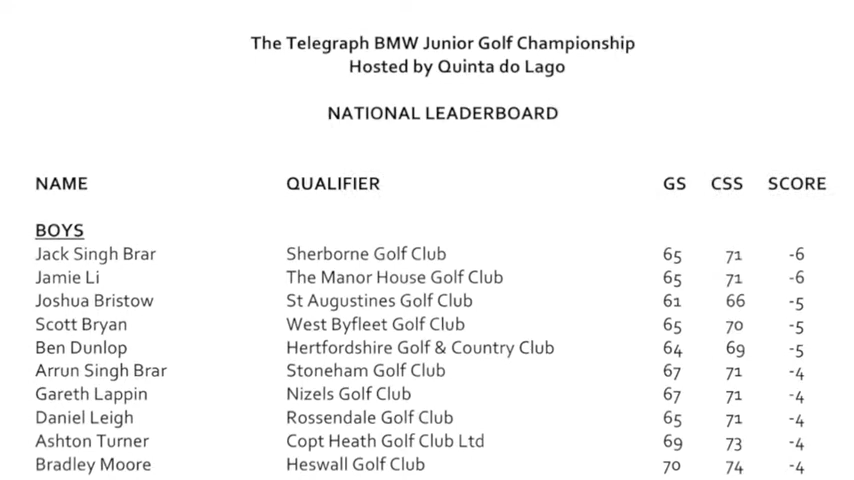 The Telegraph BMW Junior Golf Championship
Hosted by Quinta do Lago
NATIONAL LEADERBOARD
NAME QUALIFIER GS CSS SCORE
BOYS
Jack Singh Brar Sherborne Golf Club 65 71 -6
Jamie Li The Manor House Golf Club 65 71 -6
Joshua Bristow St Augustines Golf Club 61 66 -5
Scott Bryan West Byfleet Golf Club 65 70 -5
Ben Dunlop Hertfordshire Golf & Country Club 64 69 -5
Arrun Singh Brar Stoneham Golf Club 67 71 -4
Gareth Lappin Nizels Golf Club 67 71 -4
Daniel Leigh Rossendale Golf Club 65 71 -4
Ashton Turner Copt Heath Golf Club Ltd 69 73 -4
Bradley Moore Heswall Golf Club 70 74 -4